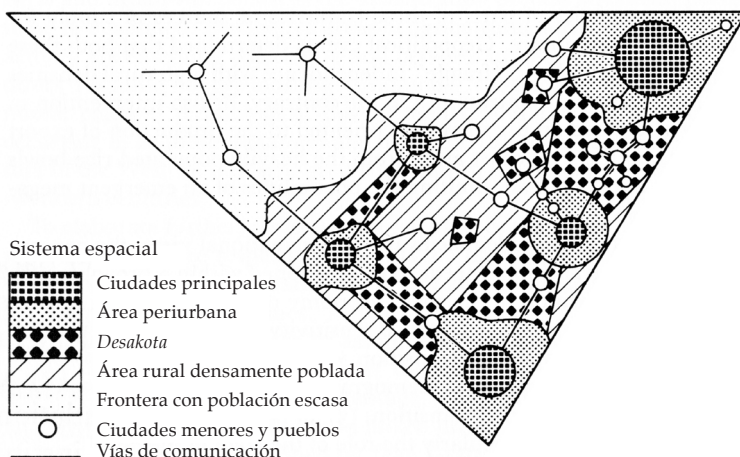 Sistema espacial
Ciudades principales
Área periurbana
Desakota
Área rural densamente poblada
Frontera con población escasa
Ciudades menores y pueblos
Vías de comunicación